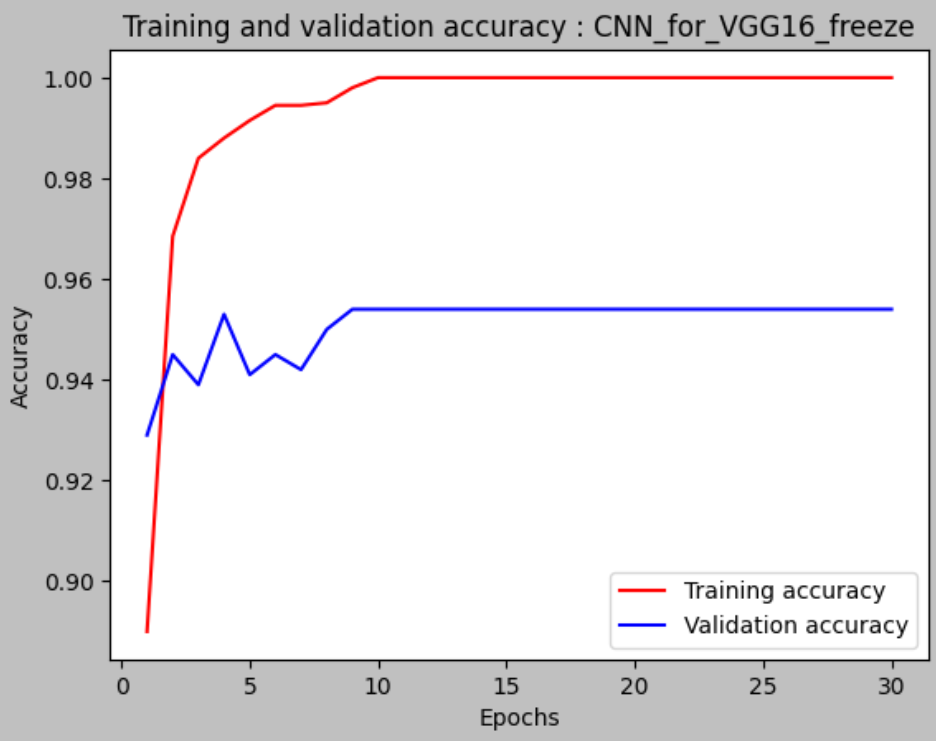 Training and validation accuracy : CNN_for_VGG16_freeze
1.00
0.98
0.96
0.94
0.92
0.90
Accuracy
Training accuracy
Validation accuracy
0 5 10 15 20 25 30
Epochs